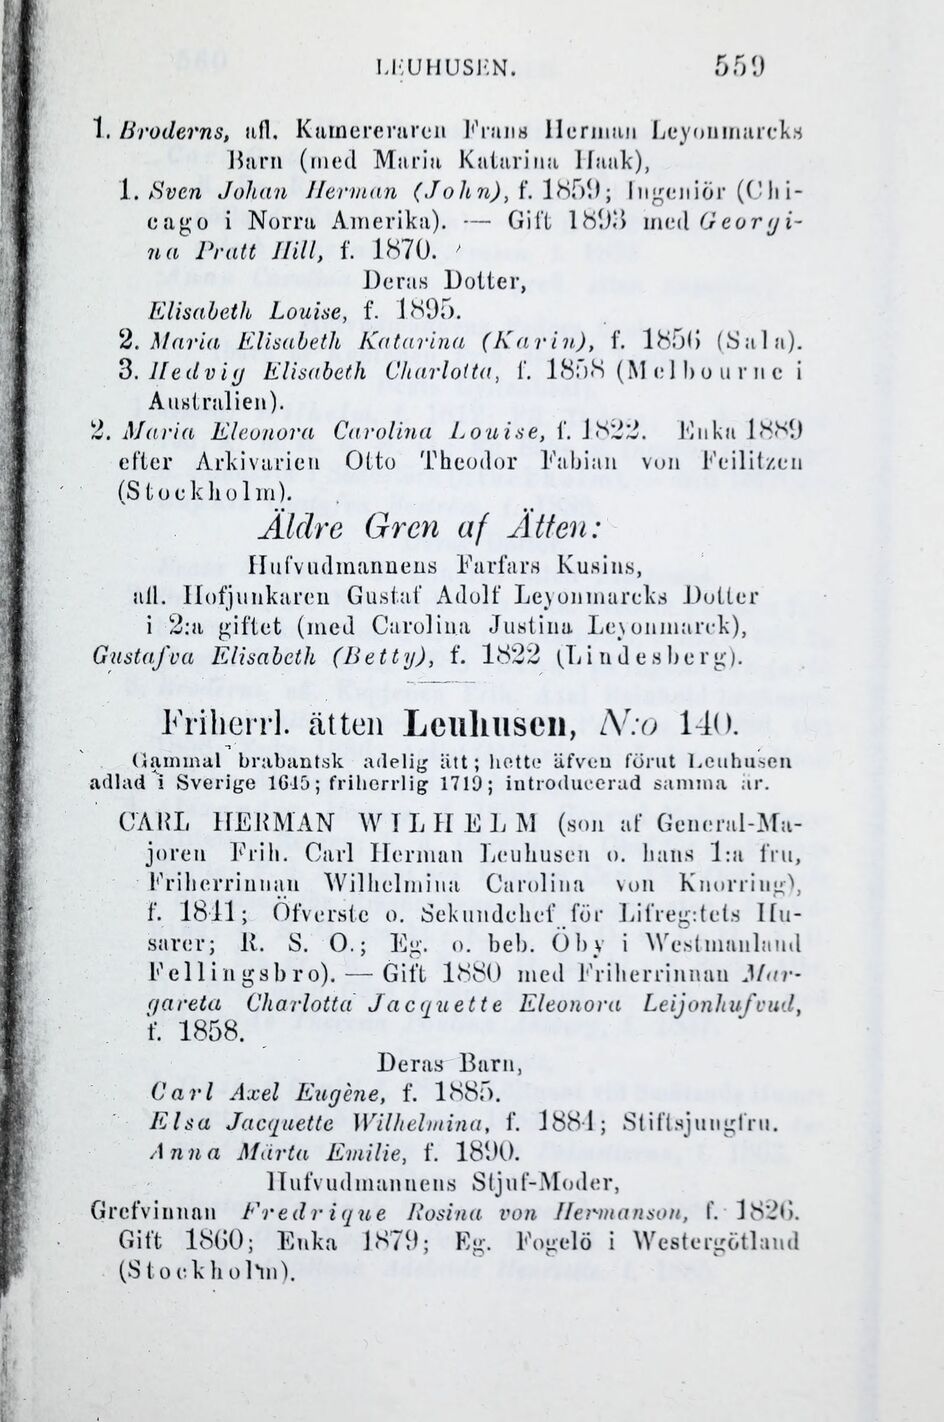 LEUHUSEN. 559
1. Broderns, afl. Kamereraren Frans Herman Leyonmarcks
Barn (med Maria Katarina Haak),
1. Sven Johan Herman (John), f. 1859; Ingeniör (Chi-
cago i Norra Amerika). — Gift 1893 med Georgi-
na Pratt Hill, f. 1870.
Deras Dotter,
Elisabeth Louise, f. 1895.
2. Maria Elisabeth Katarina (Karin), f. 1856 (Sala).
3. Hedvig Elisabeth Charlotta, f. 1858 (Melbourne i
Australien).
2. Maria Eleonora Carolina Louise, f. 1822. Enka 1889
efter Arkivarien Otto Theodor Fabian von Feilitzen
(Stockholm).
Äldre Gren af Ätten:
Hufvudmannens Farfars Kusins,
afl. Hofjunkaren Gustaf Adolf Leyonmarcks Dotter
i 2:a giftet (med Carolina Justina Leyonmarck),
Gustafva Elisabeth (Betty), f. 1822 (Lindesberg).
Friherrl. ätten Leuhusen, N:o 140.
Gammal brabantsk adelig ätt; hette äfven förut Leuhusen
adlad i Sverige 1645; friherrlig 1719; introducerad samma år.
CARL HERMAN WILHELM (son af General-Ma-
joren Frih. Carl Herman Leuhusen o. hans 1:a fru,
Friherrinnan Wilhelmina Carolina von Knorring),
f. 1841; Öfverste o. Sekundchef för Lifreg:tets Hu-
sarer; R. S. O.; Eg. o. beb. Öby i Westmanland
Fellingsbro). — Gift 1880 med Friherrinnan Mar-
gareta Charlotta Jacquette Eleonora Leijonhufvud,
f. 1858.
Deras Barn,
Carl Axel Eugène, f. 1885.
Elsa Jacquette Wilhelmina, f. 1884; Stiftsjungfru.
Anna Märta Emilie, f. 1890.
Hufvudmannens Stjuf-Moder,
Grefvinnan Fredrique Rosina von Hermanson, f. 1826.
Gift 1860; Enka 1879; Eg. Fogelö i Westergötland
(Stockholm).